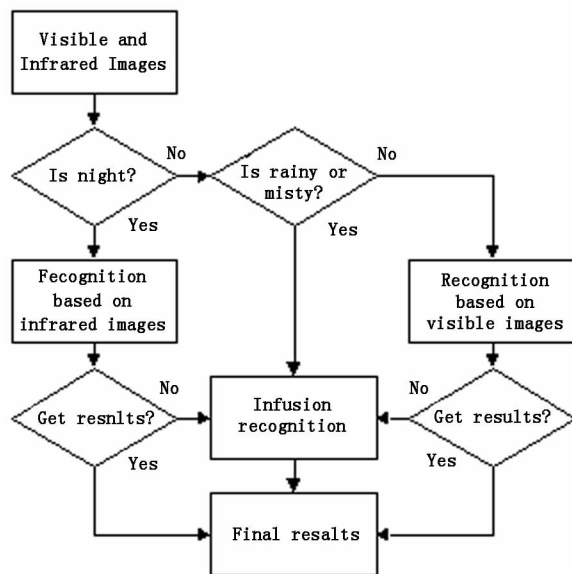 Visible and
Infrared Images
Is night?
No
Is rainy or
misty?
No
Yes
Yes
Fecognition
based on
infrared images
Recognition
based on
visible images
Get resnlts?
No
Infusion
recognition
No
Get results?
Yes
Yes
Final resalts